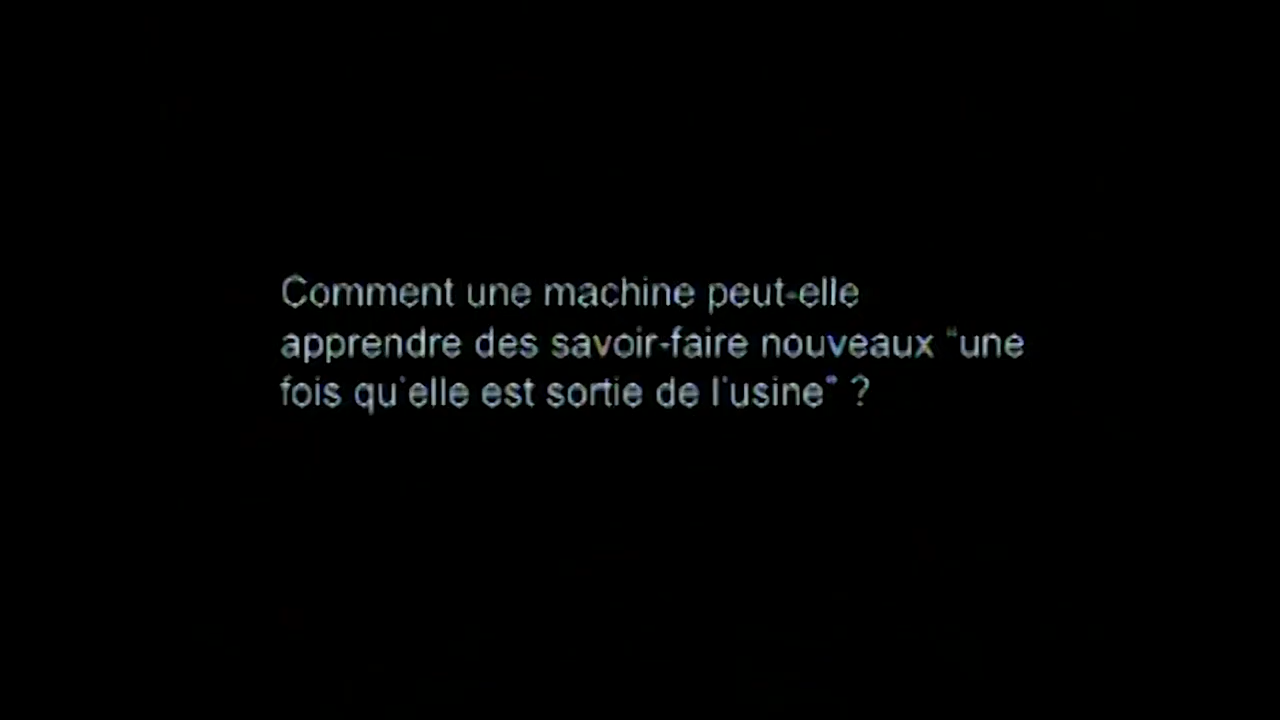 Comment une machine peut-elle
apprendre des savoir-faire nouveaux "une
fois qu'elle est sortie de l'usine" ?